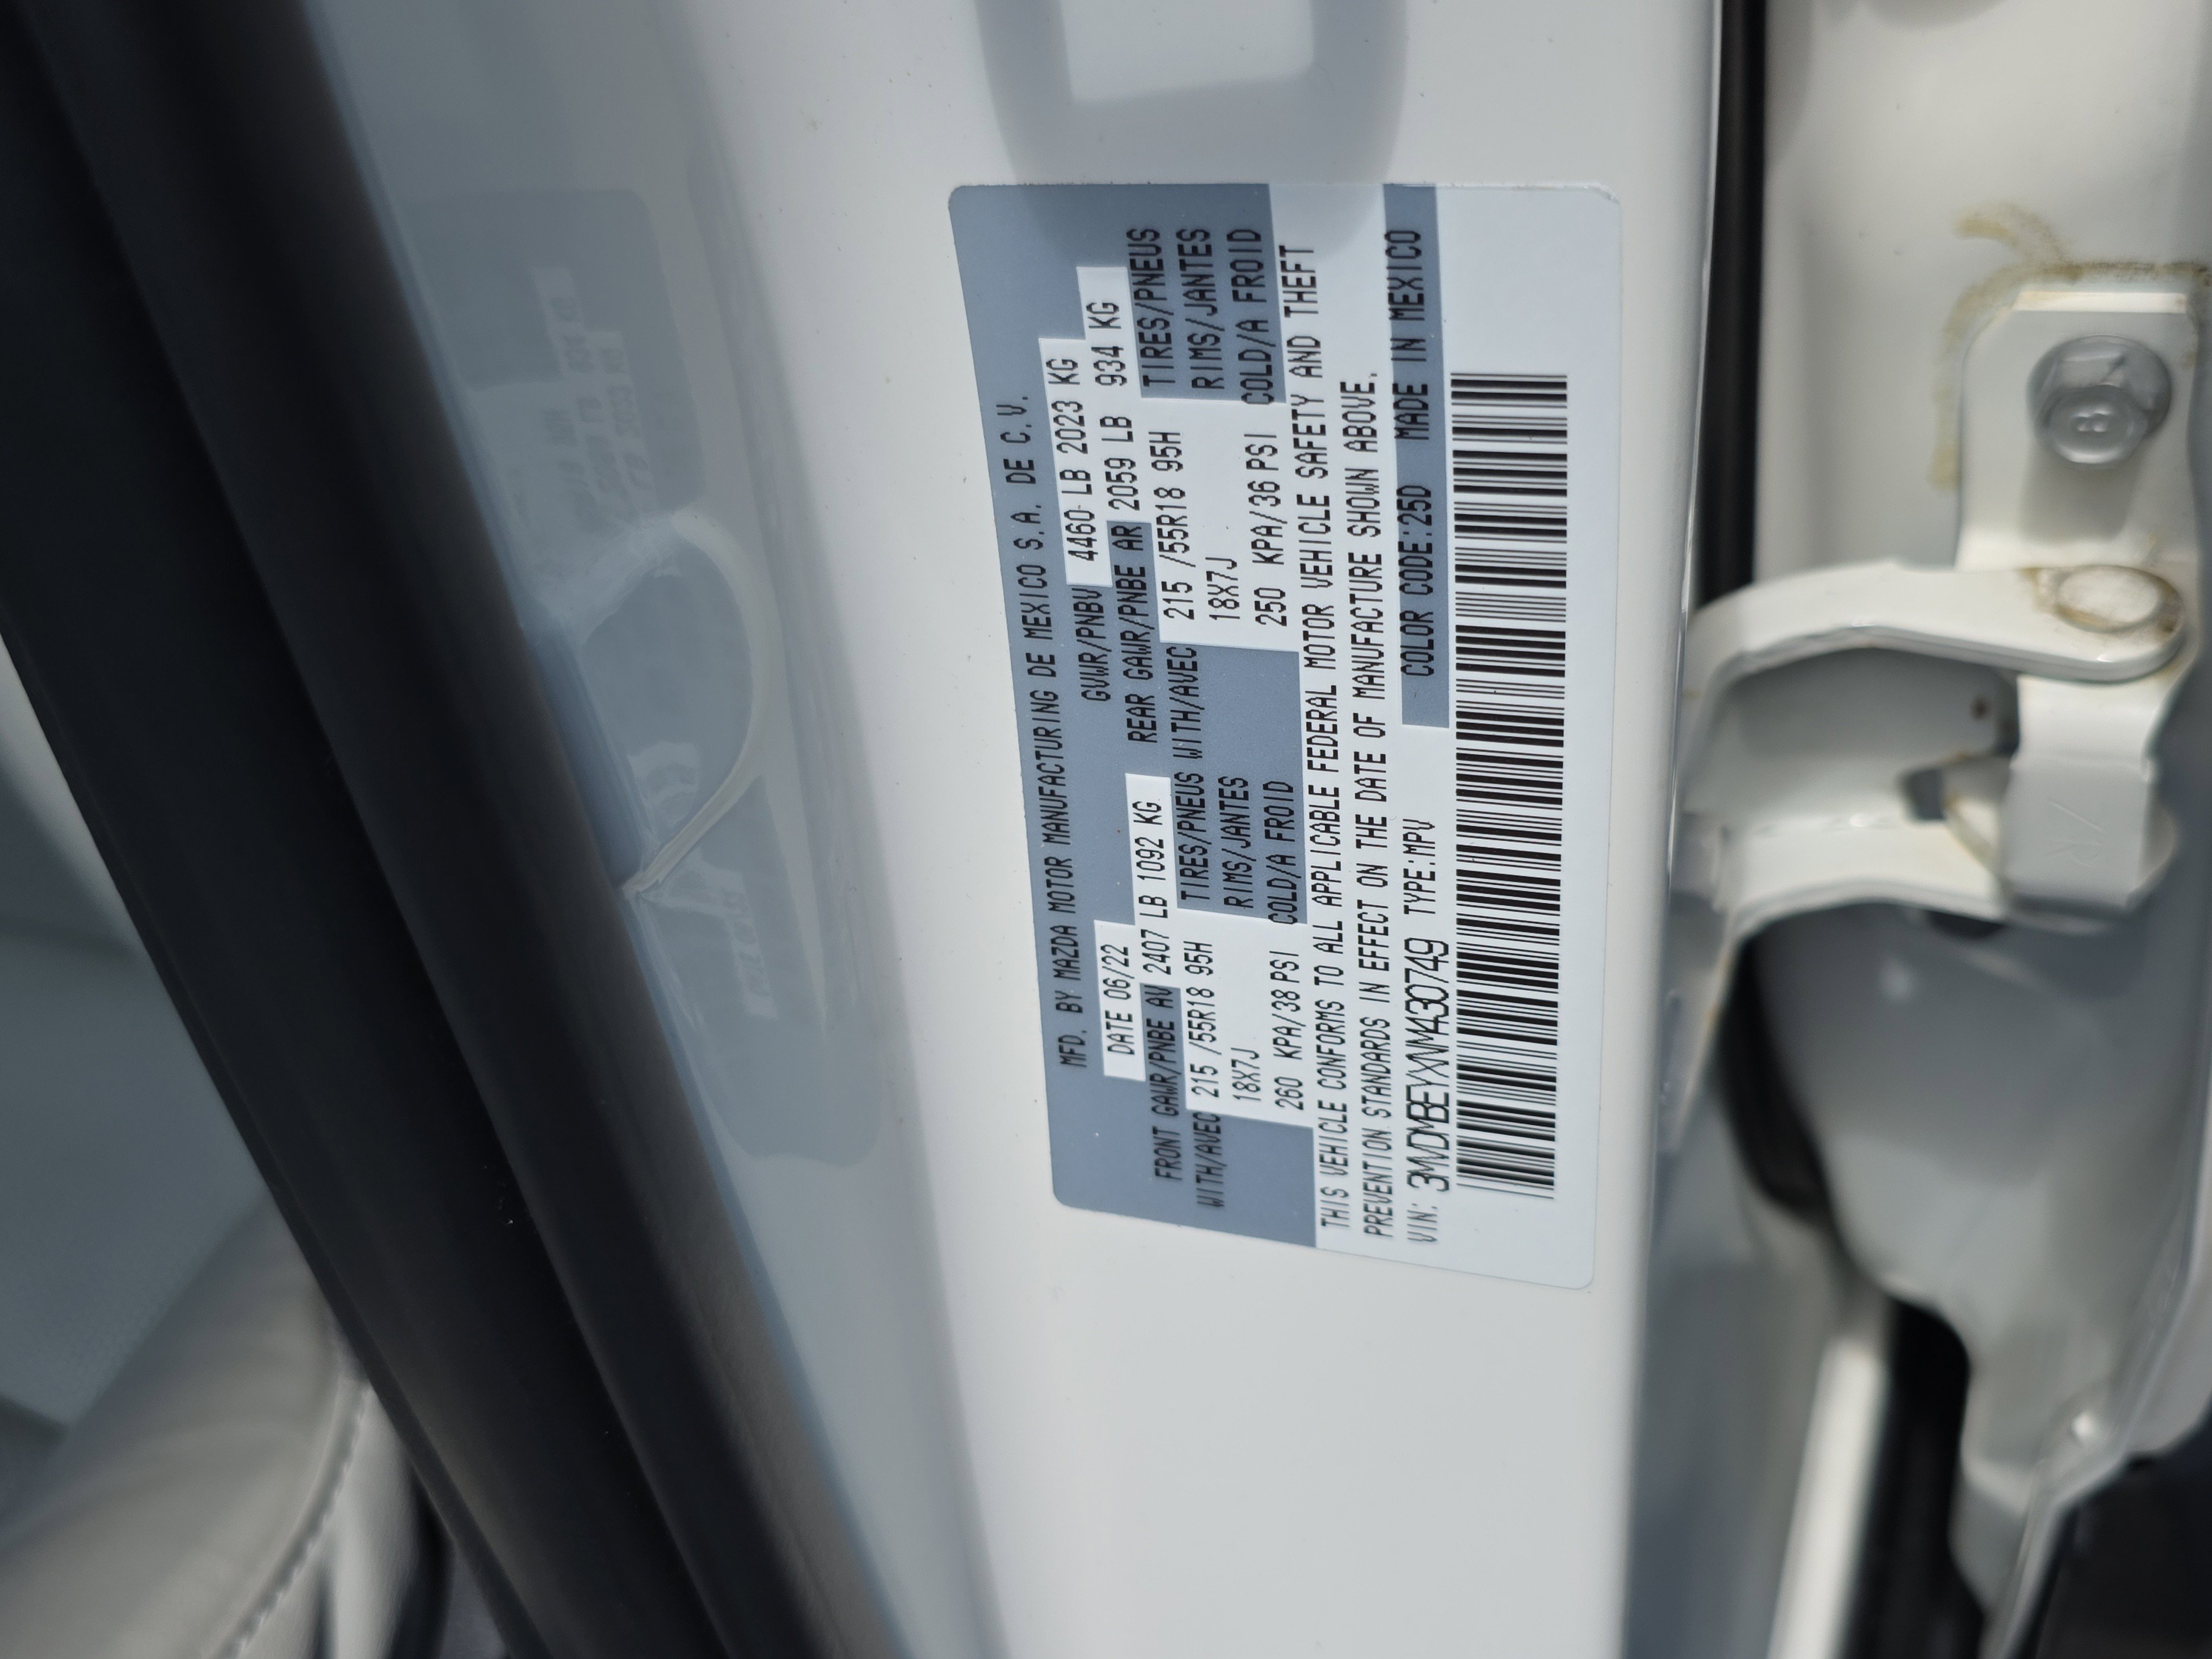 MFD. BY MAZDA MOTOR MANUFACTURING DE MEXICO S.A. DE C.V.
DATE 06/22 GVWR/PNBV 4460 LB 2023 KG
FRONT GAWR/PNBE AV 2407 LB 1092 KG REAR GAWR/PNBE AR 2059 LB 934 KG
WITH/AVEC 215 /55R18 95H TIRES/PNEUS WITH/AVEC 215 /55R18 95H TIRES/PNEUS
18X7J RIMS/JANTES 18X7J RIMS/JANTES
260 KPA/38 PSI COLD/A FROID 250 KPA/36 PSI COLD/A FROID
THIS VEHICLE CONFORMS TO ALL APPLICABLE FEDERAL MOTOR VEHICLE SAFETY AND THEFT
PREVENTION STANDARDS IN EFFECT ON THE DATE OF MANUFACTURE SHOWN ABOVE.
VIN: 3MVDMBEYXNM430749 TYPE:MPV COLOR CODE:25D MADE IN MEXICO